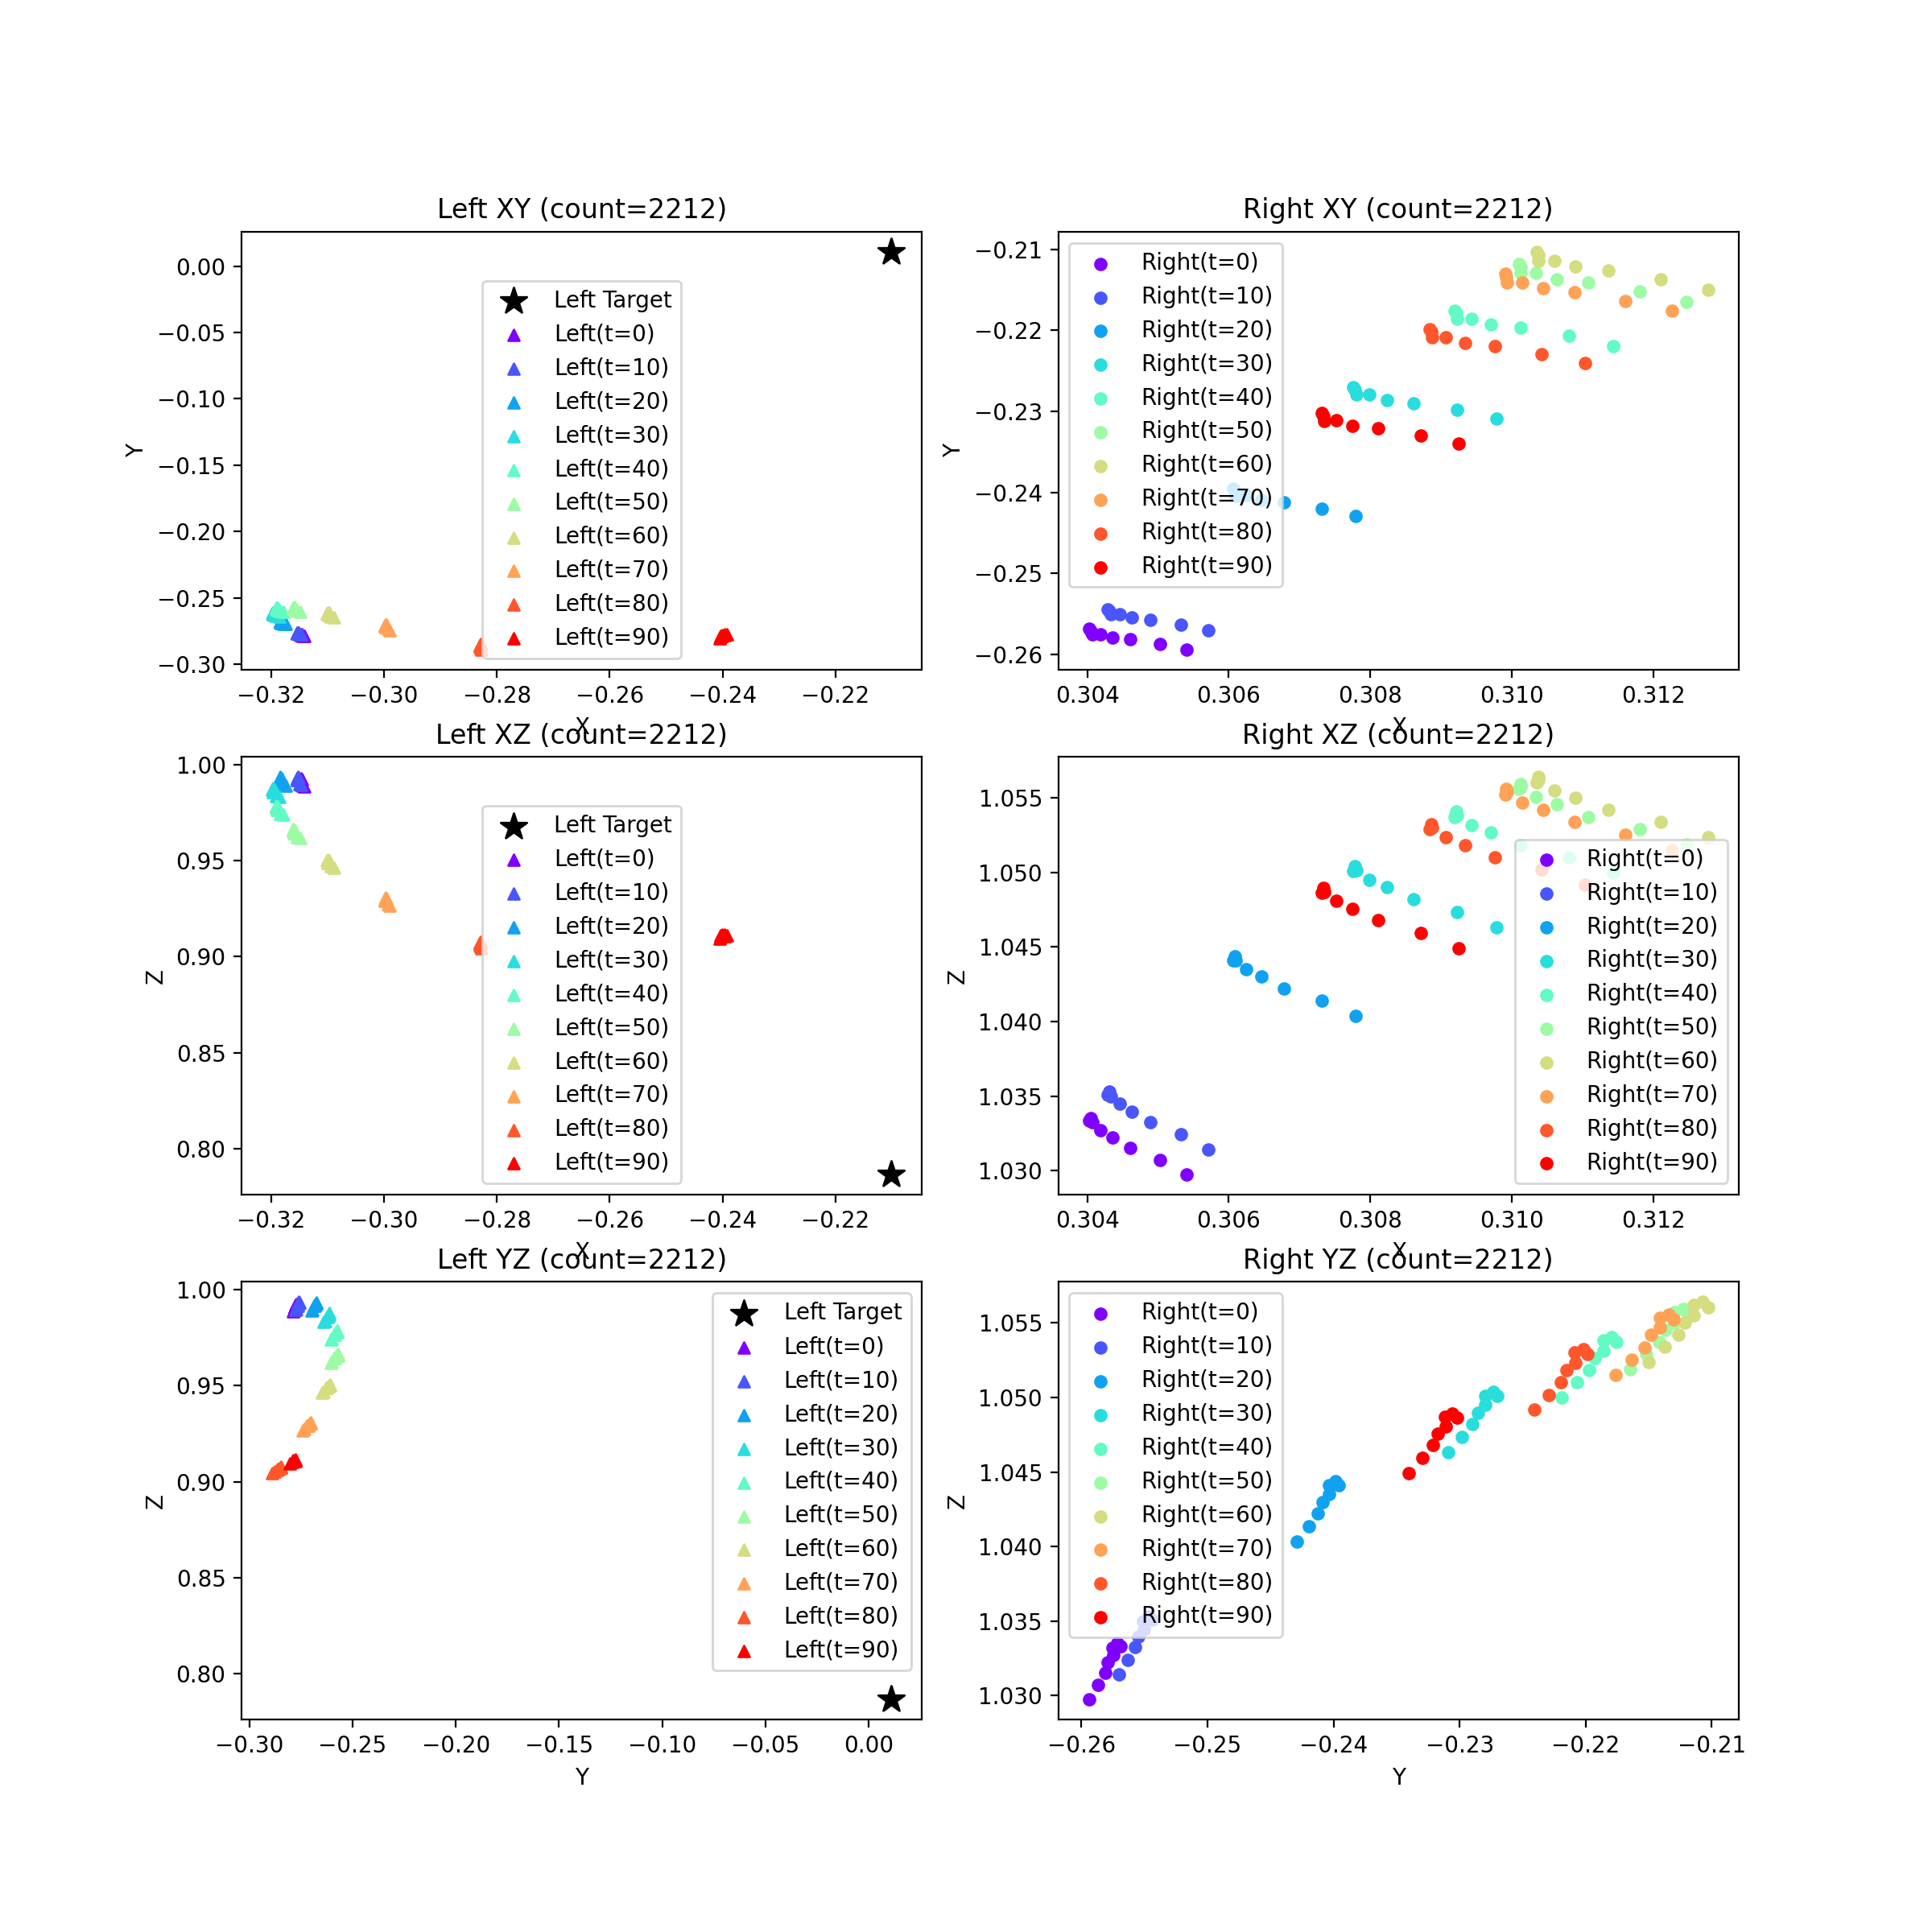 Left XY (count=2212)
0.00
−0.05
−0.10
−0.15
−0.20
−0.25
−0.30
Y
Left Target
Left(t=0)
Left(t=10)
Left(t=20)
Left(t=30)
Left(t=40)
Left(t=50)
Left(t=60)
Left(t=70)
Left(t=80)
Left(t=90)
−0.32 −0.30 −0.28 −0.26 −0.24 −0.22
X
Right XY (count=2212)
−0.21
−0.22
−0.23
−0.24
−0.25
−0.26
Y
Right(t=0)
Right(t=10)
Right(t=20)
Right(t=30)
Right(t=40)
Right(t=50)
Right(t=60)
Right(t=70)
Right(t=80)
Right(t=90)
0.304 0.306 0.308 0.310 0.312
X
Left XZ (count=2212)
1.00
0.95
0.90
0.85
0.80
Z
Left Target
Left(t=0)
Left(t=10)
Left(t=20)
Left(t=30)
Left(t=40)
Left(t=50)
Left(t=60)
Left(t=70)
Left(t=80)
Left(t=90)
−0.32 −0.30 −0.28 −0.26 −0.24 −0.22
X
Right XZ (count=2212)
1.055
1.050
1.045
1.040
1.035
1.030
Z
Right(t=0)
Right(t=10)
Right(t=20)
Right(t=30)
Right(t=40)
Right(t=50)
Right(t=60)
Right(t=70)
Right(t=80)
Right(t=90)
0.304 0.306 0.308 0.310 0.312
X
Left YZ (count=2212)
1.00
0.95
0.90
0.85
0.80
Z
Left Target
Left(t=0)
Left(t=10)
Left(t=20)
Left(t=30)
Left(t=40)
Left(t=50)
Left(t=60)
Left(t=70)
Left(t=80)
Left(t=90)
−0.30 −0.25 −0.20 −0.15 −0.10 −0.05 0.00
Y
Right YZ (count=2212)
1.055
1.050
1.045
1.040
1.035
1.030
Z
Right(t=0)
Right(t=10)
Right(t=20)
Right(t=30)
Right(t=40)
Right(t=50)
Right(t=60)
Right(t=70)
Right(t=80)
Right(t=90)
−0.26 −0.25 −0.24 −0.23 −0.22 −0.21
Y